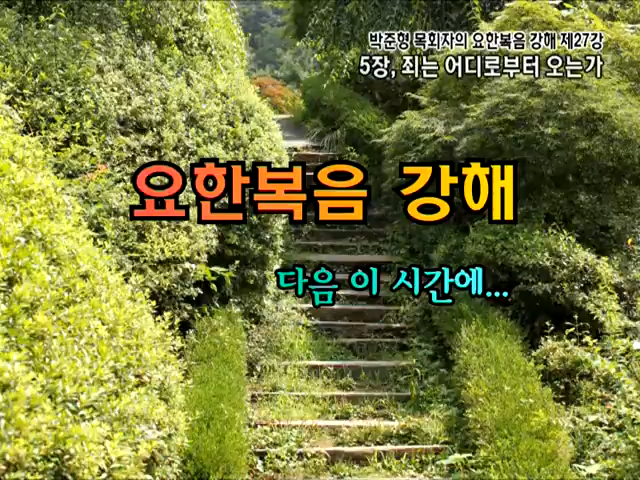 박준형 목회자의 요한복음 강해 제27강
5장, 죄는 어디로부터 오는가
요한복음 강해
다음 이 시간에...